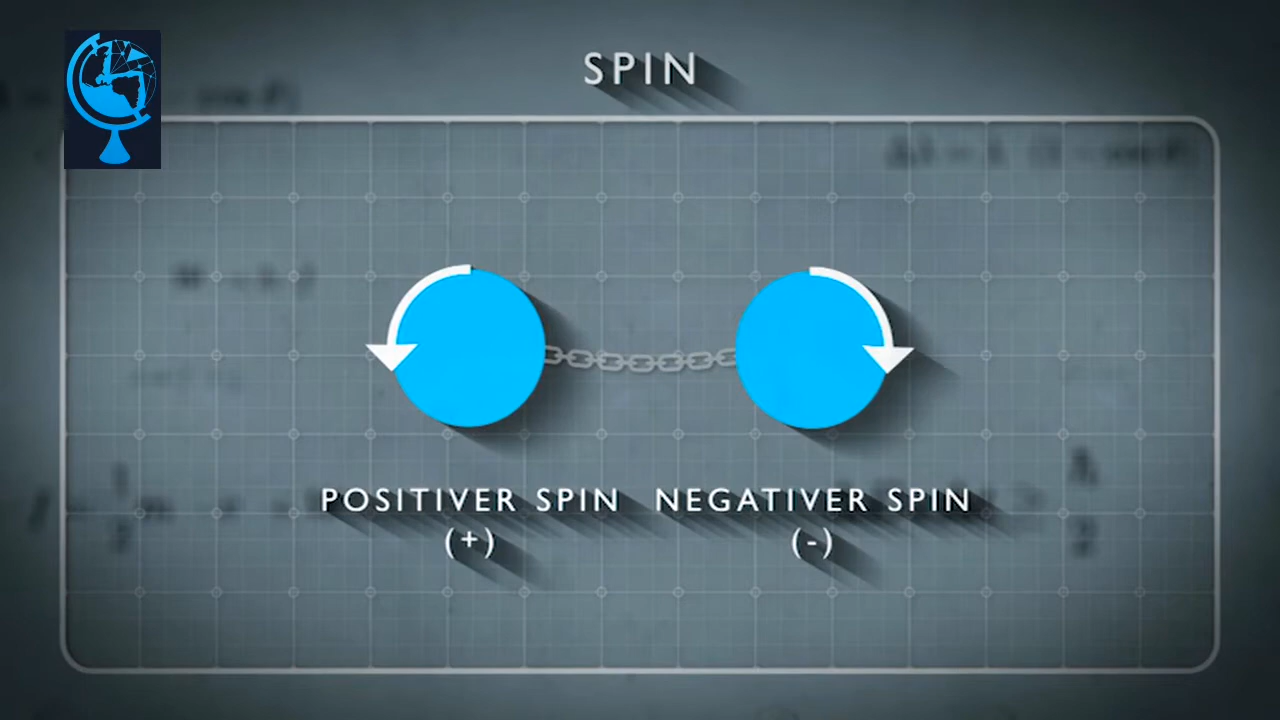 SPIN
POSITIVER SPIN NEGATIVER SPIN
(+) (-)